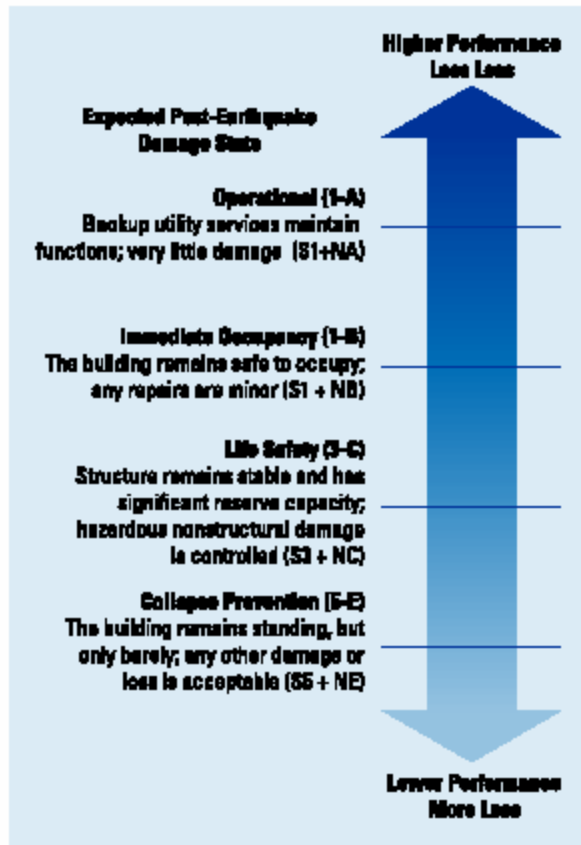 Higher Performance
Less Loss
Expected Post-Earthquake
Damage State
Operational (1-A)
Backup utility services maintain
functions; very little damage (S1+NA)
Immediate Occupancy (1-B)
The building remains safe to occupy;
any repairs are minor (S1 + NB)
Life Safety (3-C)
Structure remains stable and has
significant reserve capacity;
hazardous nonstructural damage
is controlled (S3 + NC)
Collapse Prevention (5-E)
The building remains standing, but
only barely; any other damage or
loss is acceptable (S5 + NE)
Lower Performance
More Loss